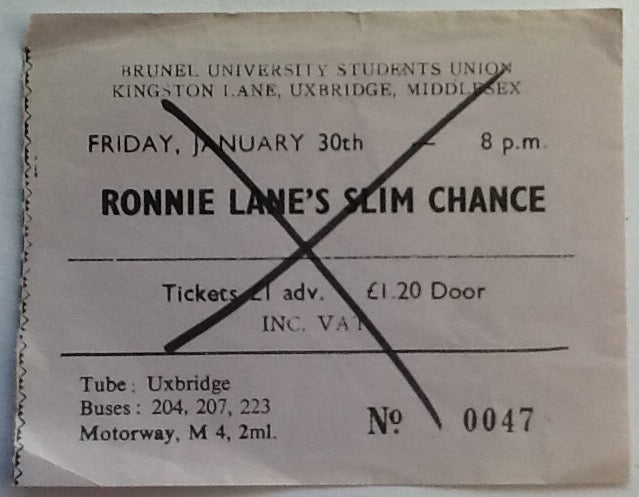 BRUNEL UNIVERSITY STUDENTS UNION
KINGSTON LANE, UXBRIDGE, MIDDLESEX
FRIDAY, JANUARY 30th — 8 p.m.
RONNIE LANE'S SLIM CHANCE
Tickets £1 adv. £1.20 Door
INC. VAT
Tube: Uxbridge
Buses: 204, 207, 223
Motorway, M 4, 2ml.
Nº 0047